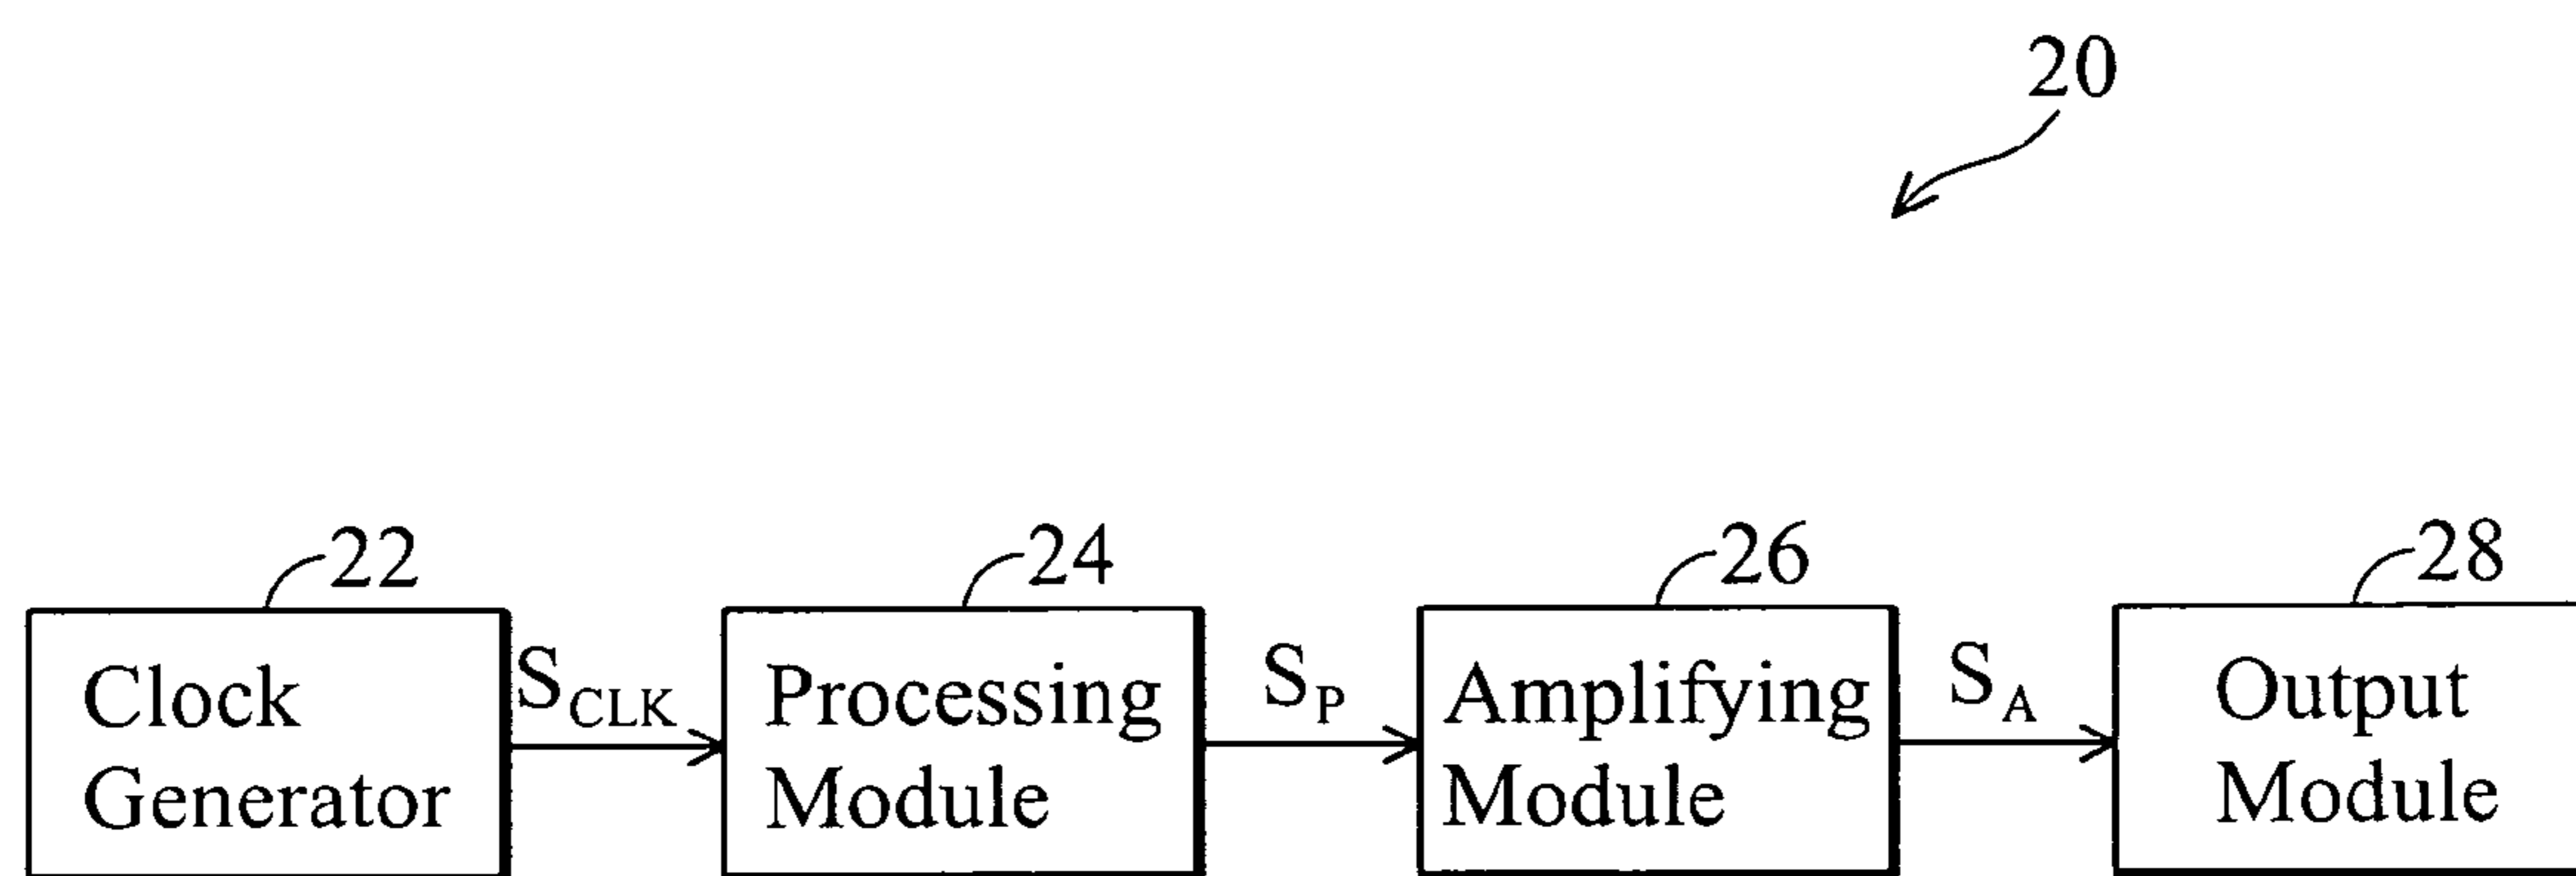 20
22
24
26
28
Clock
Generator
S_CLK
Processing
Module
S_P
Amplifying
Module
S_A
Output
Module